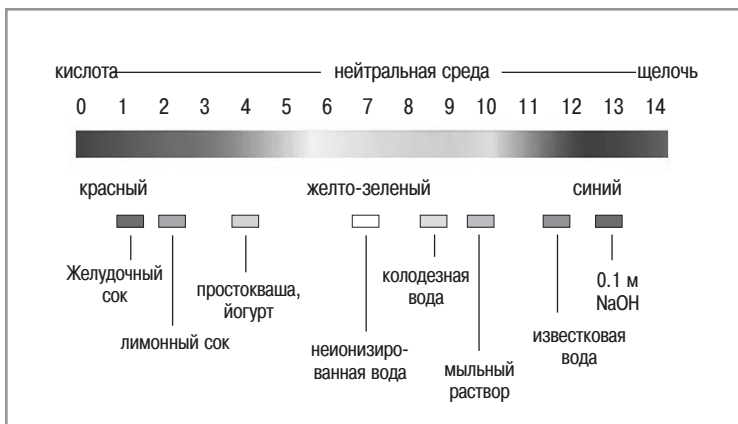 кислота нейтральная среда щелочь
0 1 2 3 4 5 6 7 8 9 10 11 12 13 14
красный желто-зеленый синий
Желудочный
сок
лимонный сок
простокваша,
йогурт
неионизиро-
ванная вода
колодезная
вода
мыльный
раствор
известковая
вода
0.1 м
NaOH